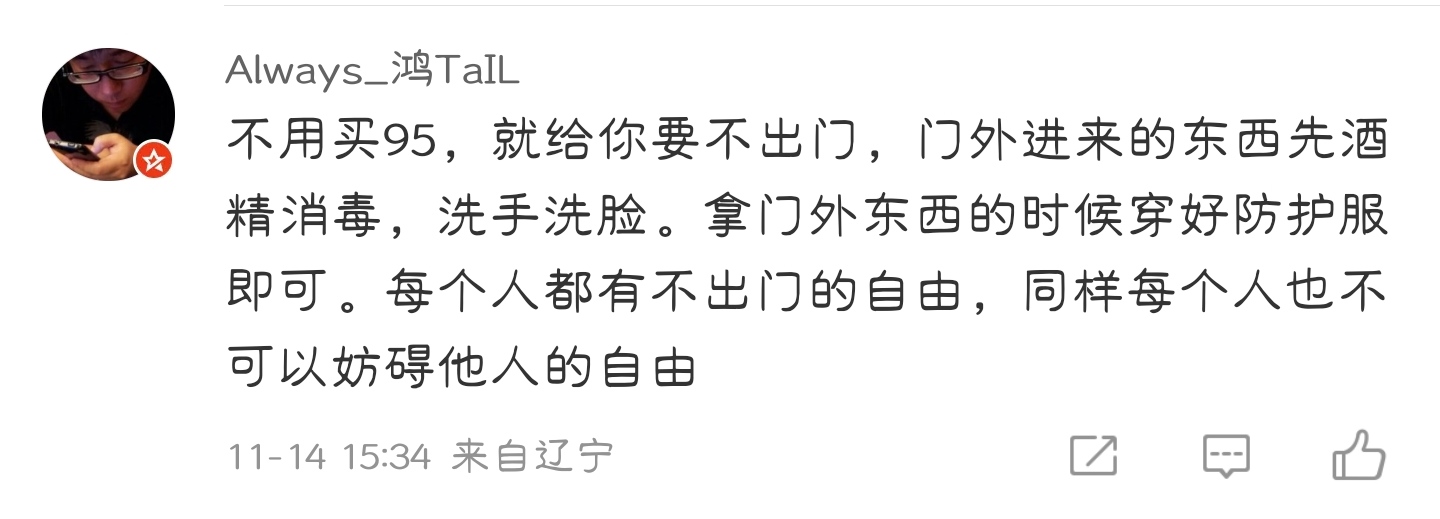 Always_鸿TaIL
不用买95，就给你要不出门，门外进来的东西先酒
精消毒，洗手洗脸。拿门外东西的时候穿好防护服
即可。每个人都有不出门的自由，同样每个人也不
可以妨碍他人的自由
11-14 15:34 来自辽宁